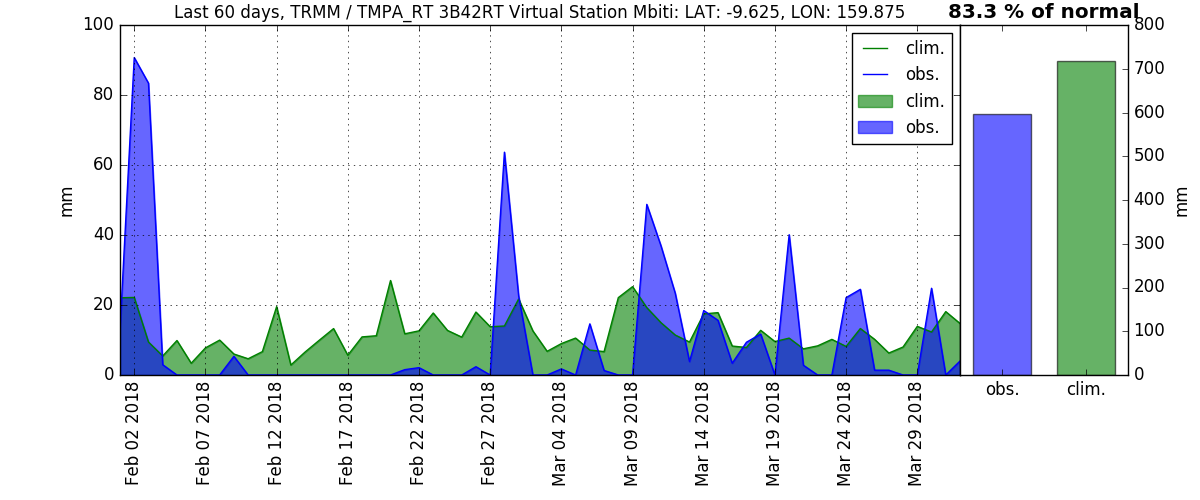 Last 60 days, TRMM / TMPA_RT 3B42RT Virtual Station Mbiti: LAT: -9.625, LON: 159.875
83.3 % of normal
100
80
60
40
20
0
mm
clim.
obs.
clim.
obs.
800
700
600
500
400
300
200
100
0
mm
Feb 02 2018
Feb 07 2018
Feb 12 2018
Feb 17 2018
Feb 22 2018
Feb 27 2018
Mar 04 2018
Mar 09 2018
Mar 14 2018
Mar 19 2018
Mar 24 2018
Mar 29 2018
obs.
clim.